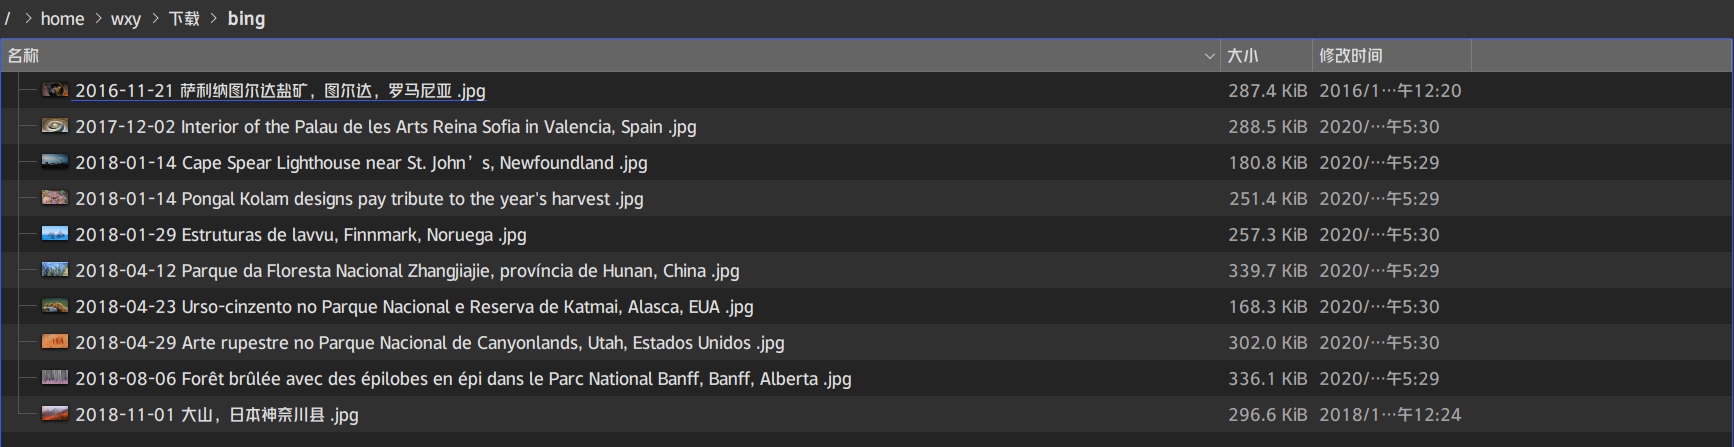 / > home > wxy > 下载 > bing
名称 大小 修改时间
2016-11-21 萨利纳图尔达盐矿，图尔达，罗马尼亚 .jpg 287.4 KiB 2016/1···午12:20
2017-12-02 Interior of the Palau de les Arts Reina Sofia in Valencia, Spain .jpg 288.5 KiB 2020/···午5:30
2018-01-14 Cape Spear Lighthouse near St. John’s, Newfoundland .jpg 180.8 KiB 2020/···午5:29
2018-01-14 Pongal Kolam designs pay tribute to the year's harvest .jpg 251.4 KiB 2020/···午5:29
2018-01-29 Estruturas de lavvu, Finnmark, Noruega .jpg 257.3 KiB 2020/···午5:30
2018-04-12 Parque da Floresta Nacional Zhangjiajie, província de Hunan, China .jpg 339.7 KiB 2020/···午5:29
2018-04-23 Urso-cinzento no Parque Nacional e Reserva de Katmai, Alasca, EUA .jpg 168.3 KiB 2020/···午5:30
2018-04-29 Arte rupestre no Parque Nacional de Canyonlands, Utah, Estados Unidos .jpg 302.0 KiB 2020/···午5:30
2018-08-06 Forêt brûlée avec des épilobes en épi dans le Parc National Banff, Banff, Alberta .jpg 336.1 KiB 2020/···午5:29
2018-11-01 大山，日本神奈川县 .jpg 296.6 KiB 2018/1···午12:24